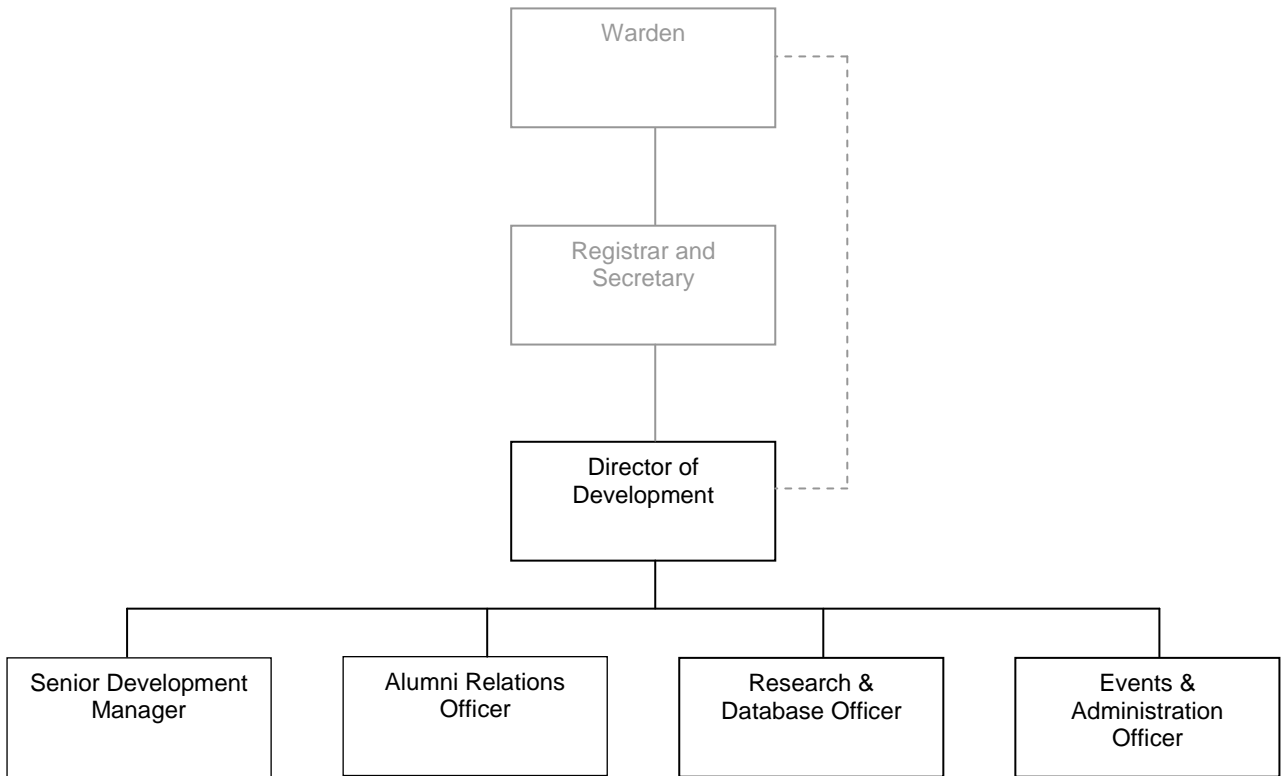 Warden
Registrar and
Secretary
Director of
Development
Senior Development
Manager
Alumni Relations
Officer
Research &
Database Officer
Events &
Administration
Officer